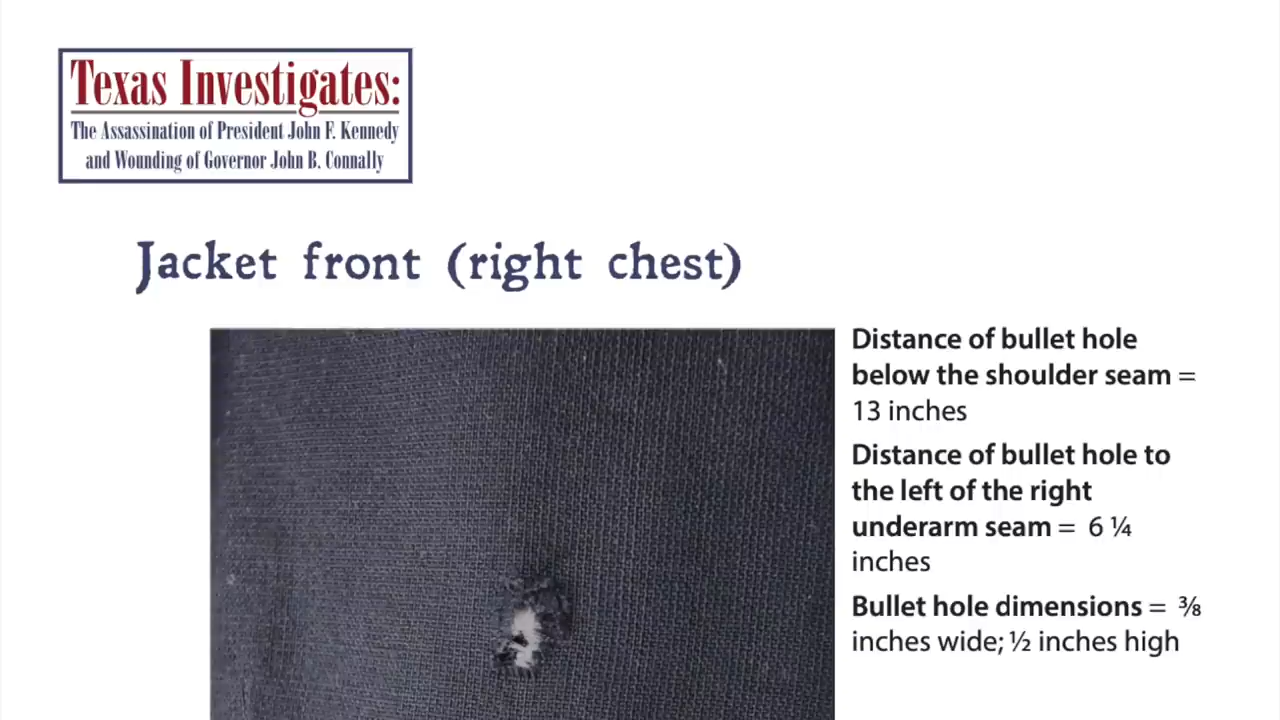 Texas Investigates:
The Assassination of President John F. Kennedy
and Wounding of Governor John B. Connally
Jacket front (right chest)
Distance of bullet hole
below the shoulder seam =
13 inches
Distance of bullet hole to
the left of the right
underarm seam = 6 ¼
inches
Bullet hole dimensions = ⅜
inches wide; ½ inches high